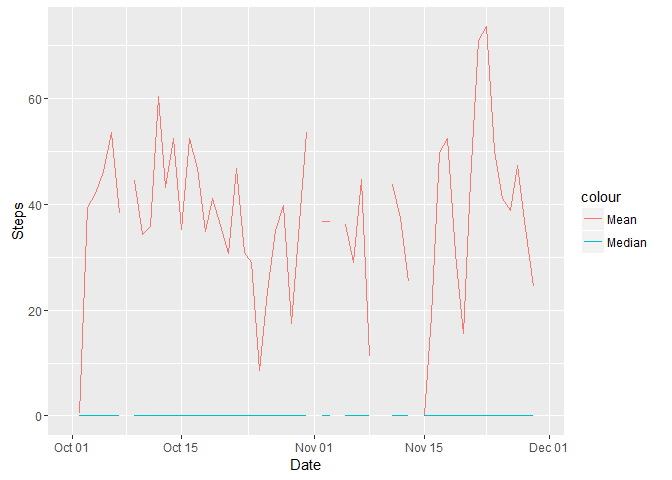 60
40
20
0
Steps
Oct 01
Oct 15
Nov 01
Nov 15
Dec 01
Date
colour
Mean
Median